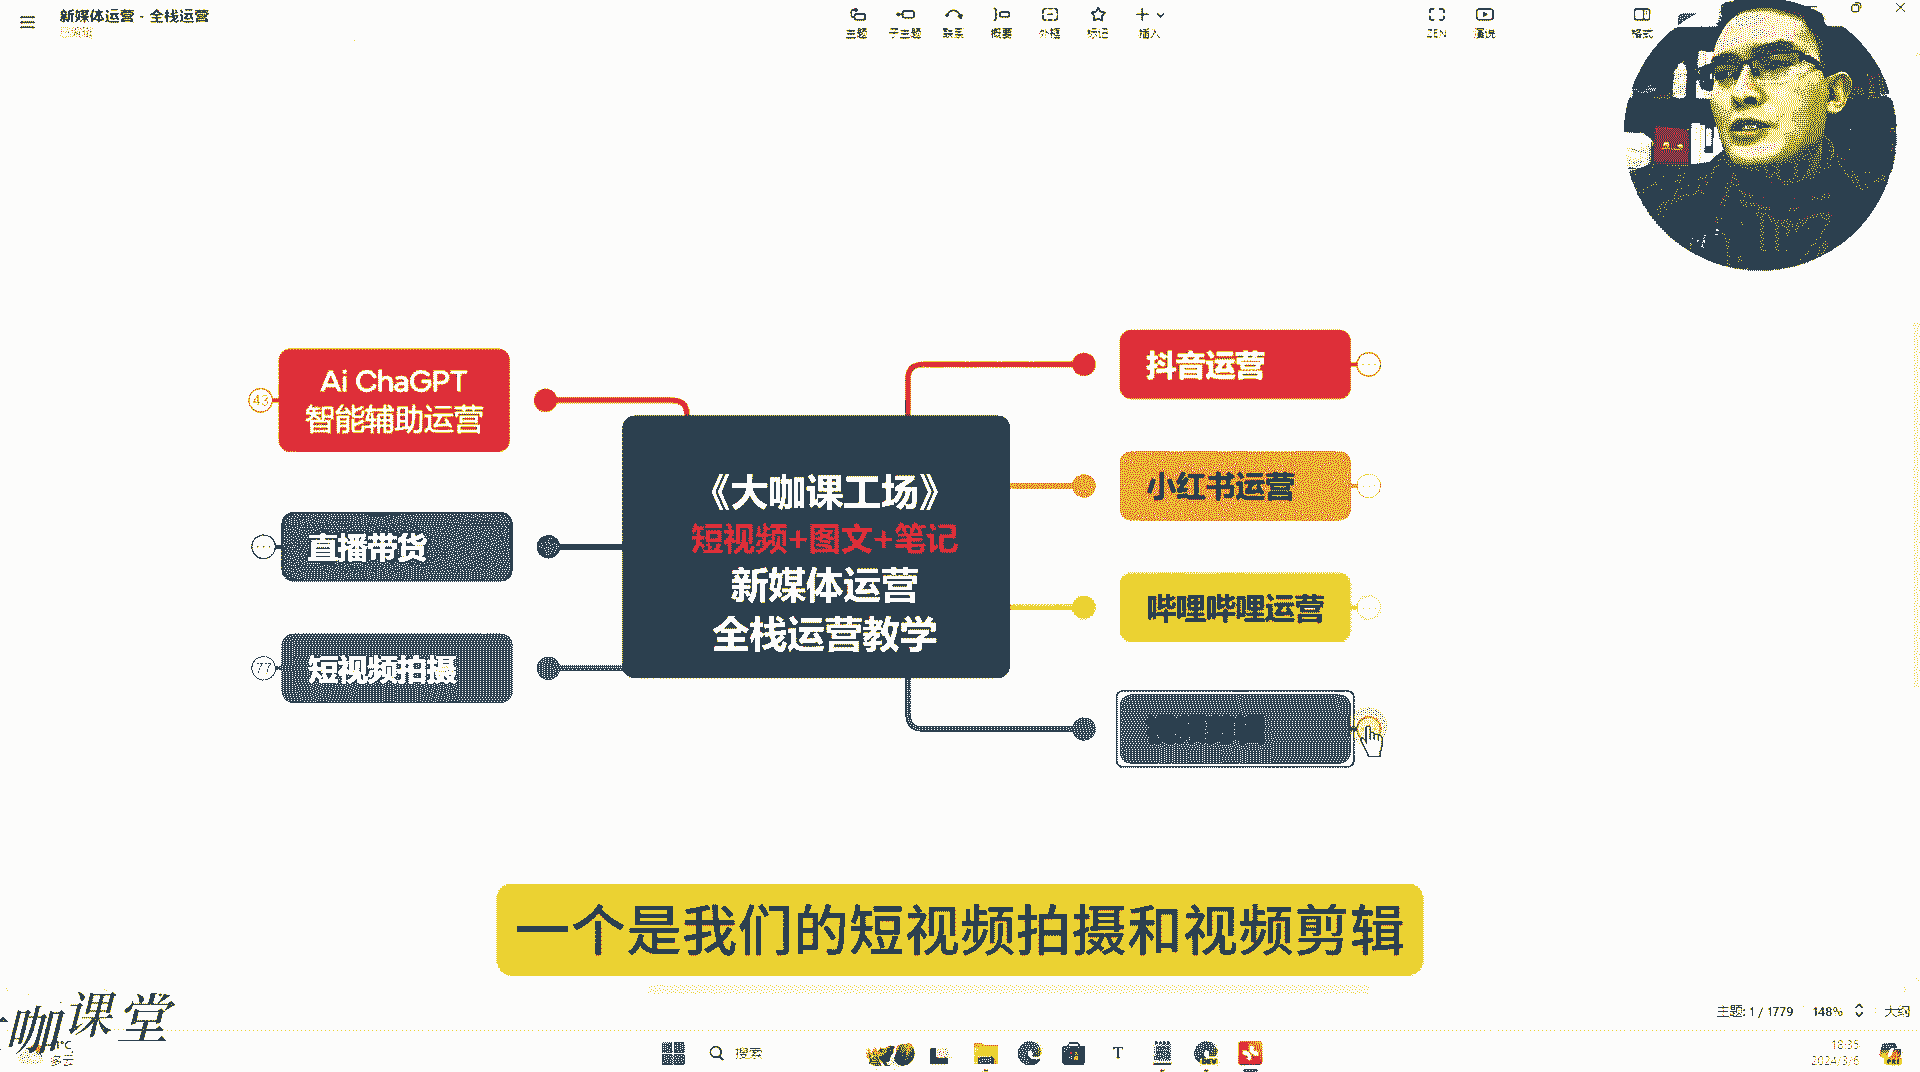 新媒体运营 - 全栈运营
已编辑
主题
子主题
联系
概要
外框
标记
插入
ZEN
演说
格式
Ai ChaGPT
智能辅助运营
43
直播带货
短视频拍摄
77
《大咖课工场》
短视频+图文+笔记
新媒体运营
全栈运营教学
抖音运营
小红书运营
哔哩哔哩运营
一个是我们的短视频拍摄和视频剪辑
咖课堂
主题: 1 / 1779
148%
大纲
多云
搜索
T
DEV
18:35
2024/3/6